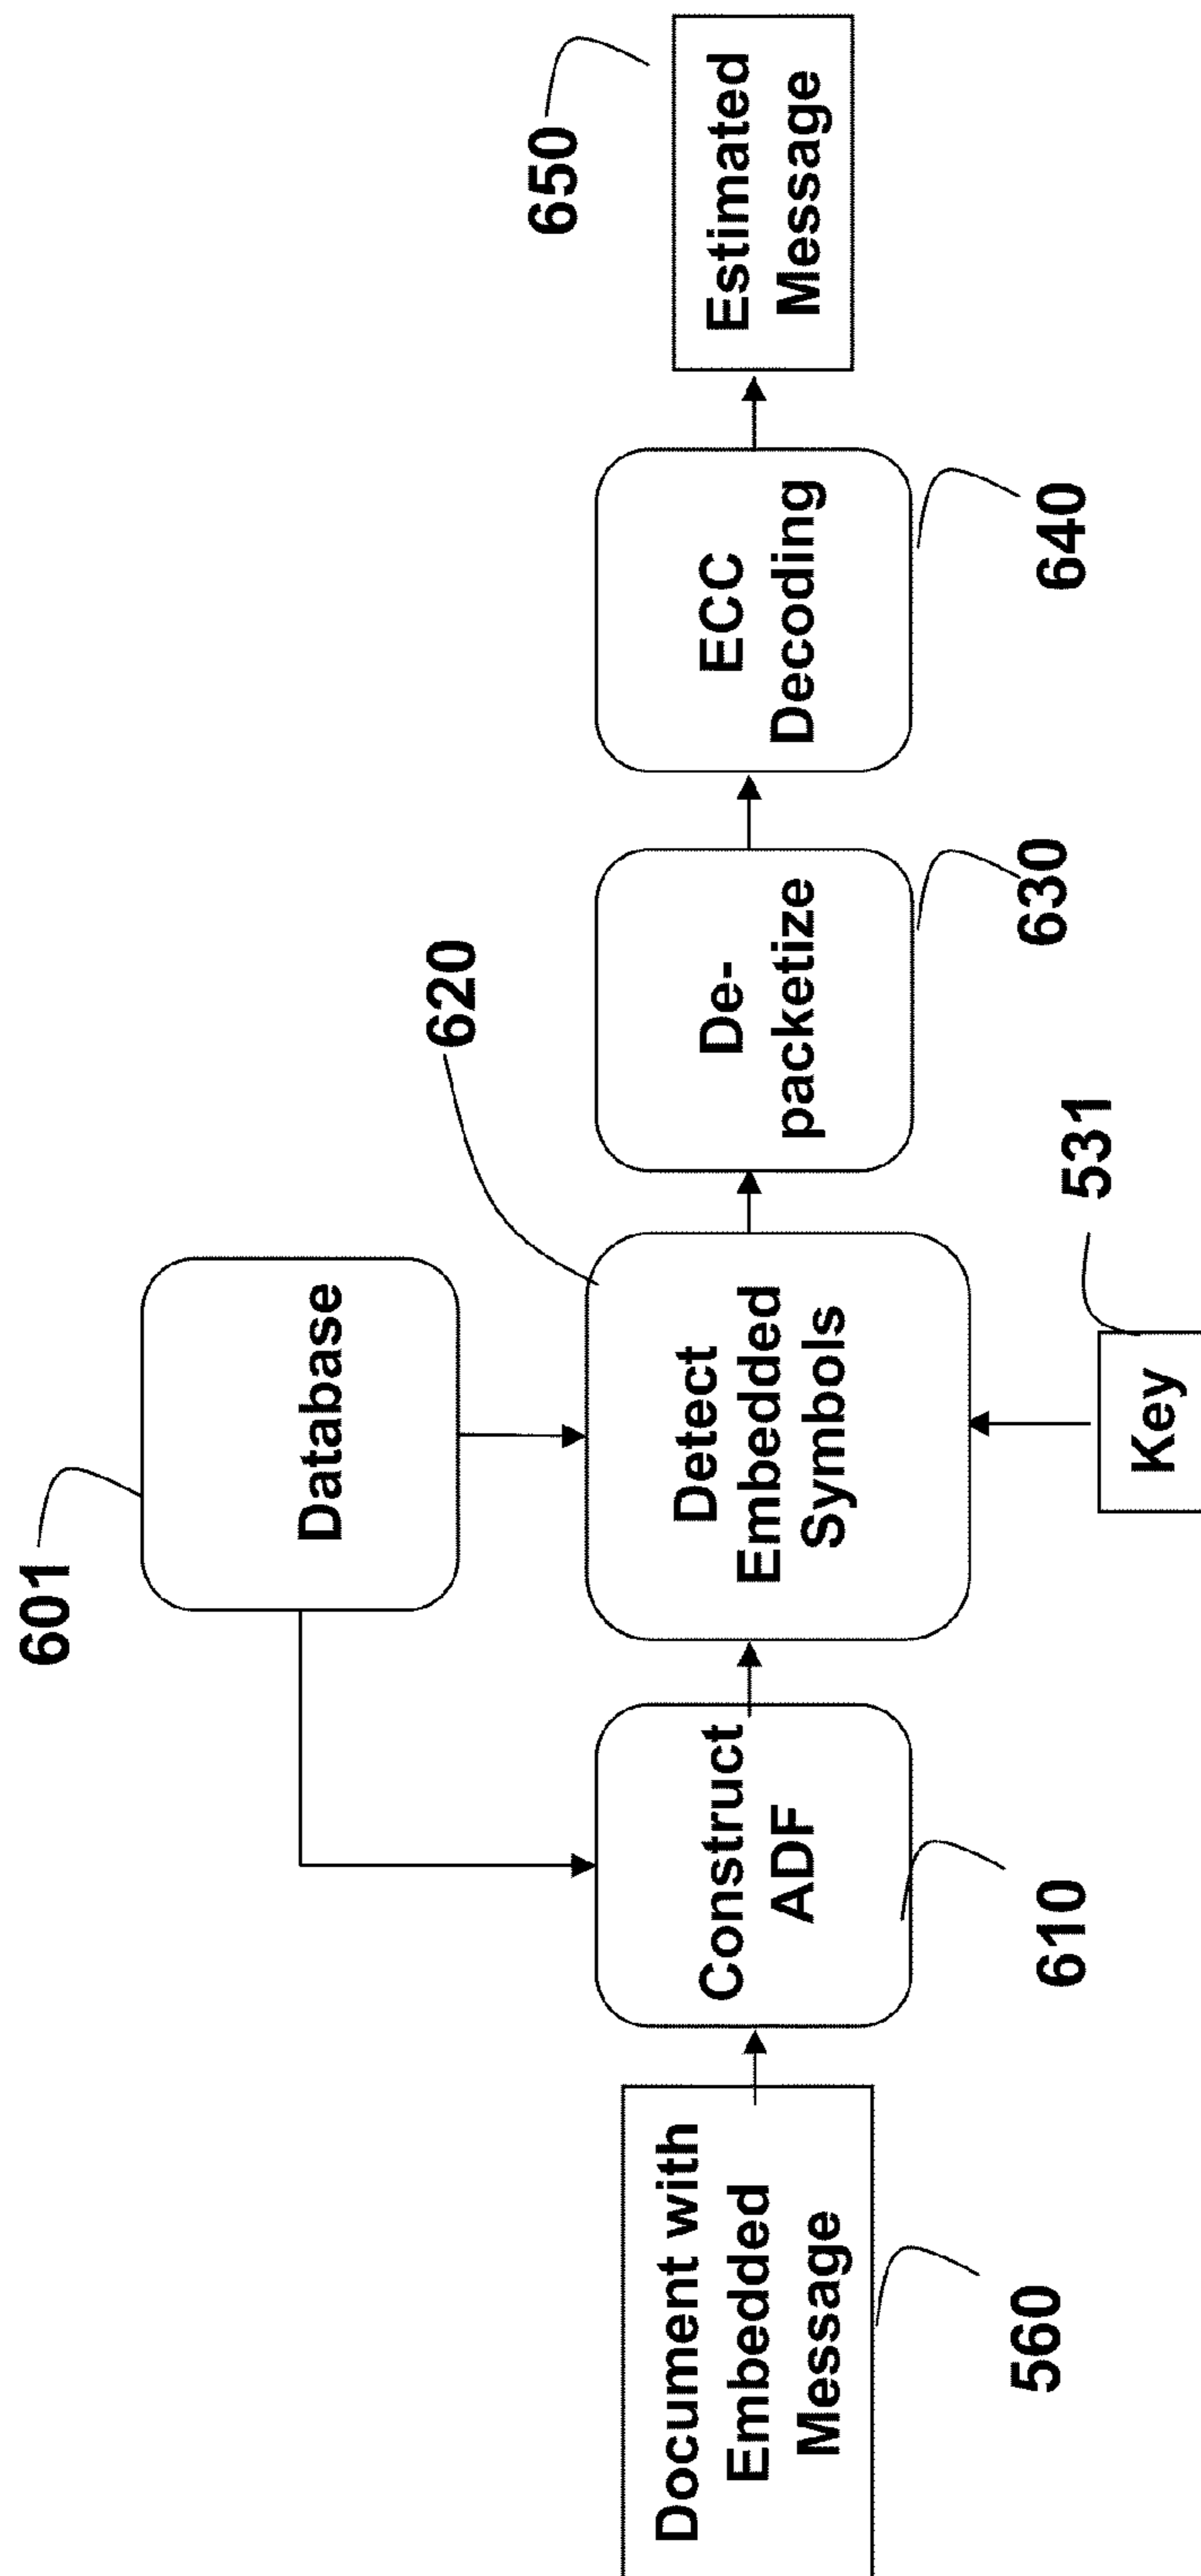 601
Database
620
650
Document with
Embedded
Message
560
Construct
ADF
610
Detect
Embedded
Symbols
Key
531
De-
packetize
630
ECC
Decoding
640
Estimated
Message